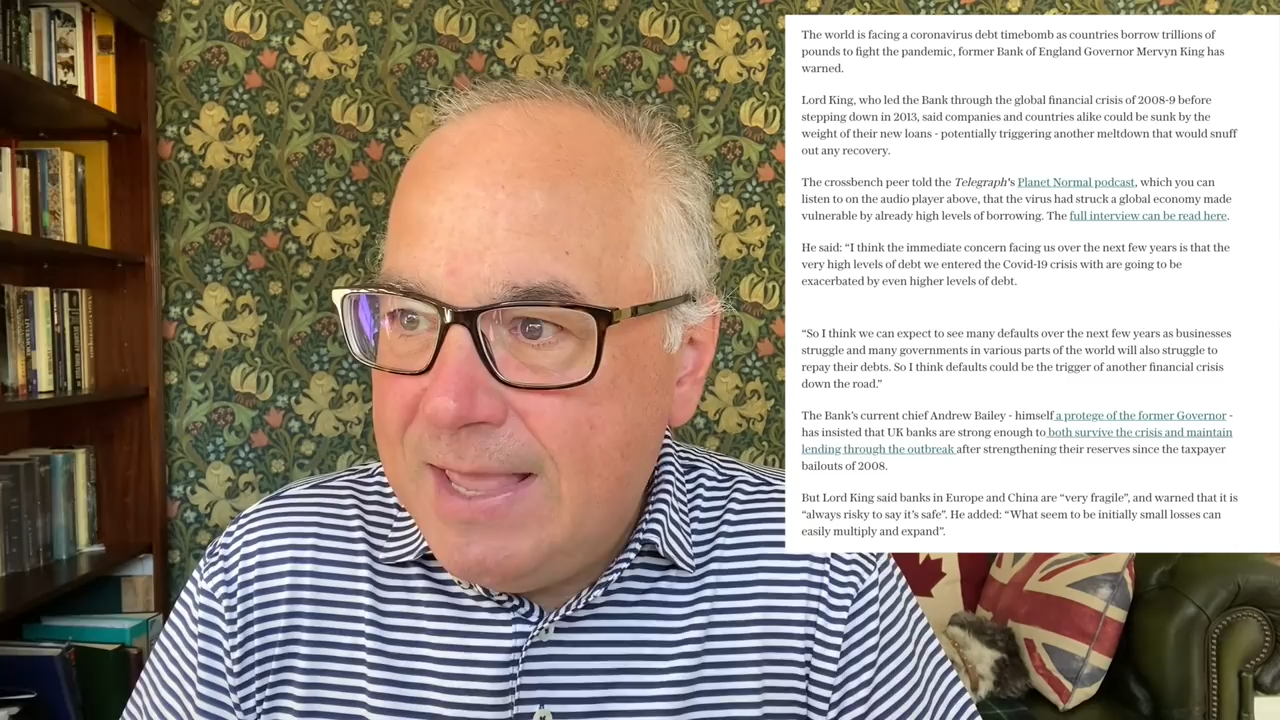 The world is facing a coronavirus debt timebomb as countries borrow trillions of
pounds to fight the pandemic, former Bank of England Governor Mervyn King has
warned.
Lord King, who led the Bank through the global financial crisis of 2008-9 before
stepping down in 2013, said companies and countries alike could be sunk by the
weight of their new loans - potentially triggering another meltdown that would snuff
out any recovery.
The crossbench peer told the Telegraph's Planet Normal podcast, which you can
listen to on the audio player above, that the virus had struck a global economy made
vulnerable by already high levels of borrowing. The full interview can be read here.
He said: “I think the immediate concern facing us over the next few years is that the
very high levels of debt we entered the Covid-19 crisis with are going to be
exacerbated by even higher levels of debt.
“So I think we can expect to see many defaults over the next few years as businesses
struggle and many governments in various parts of the world will also struggle to
repay their debts. So I think defaults could be the trigger of another financial crisis
down the road.”
The Bank’s current chief Andrew Bailey - himself a protege of the former Governor -
has insisted that UK banks are strong enough to both survive the crisis and maintain
lending through the outbreak after strengthening their reserves since the taxpayer
bailouts of 2008.
But Lord King said banks in Europe and China are “very fragile”, and warned that it is
“always risky to say it’s safe”. He added: “What seem to be initially small losses can
easily multiply and expand”.